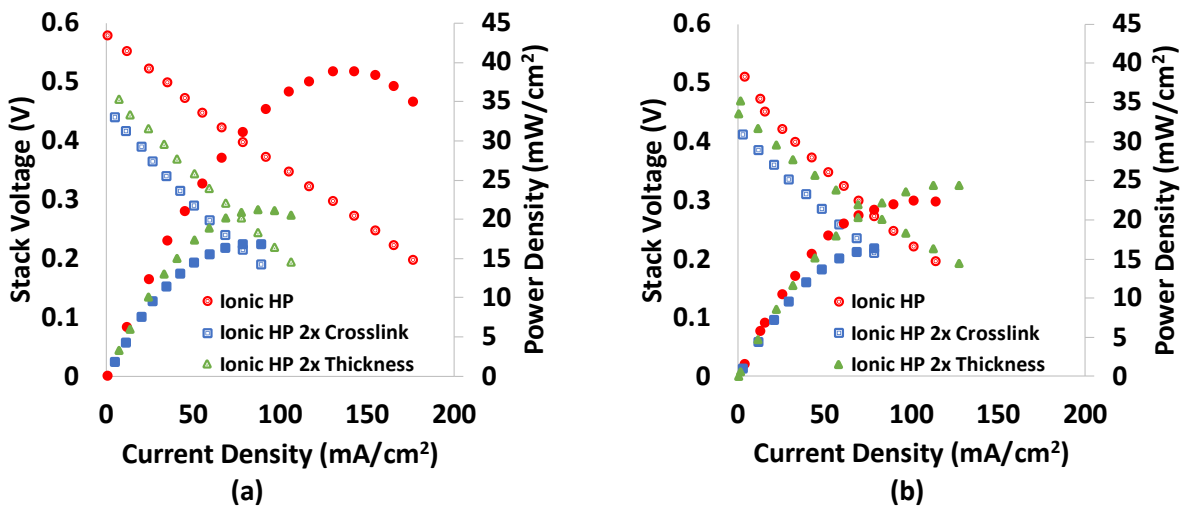 0.6
0.5
0.4
0.3
0.2
0.1
0
Stack Voltage (V)
45
40
35
30
25
20
15
10
5
0
Power Density (mW/cm²)
Ionic HP
Ionic HP 2x Crosslink
Ionic HP 2x Thickness
0 50 100 150 200
Current Density (mA/cm²)
(a)
0.6
0.5
0.4
0.3
0.2
0.1
0
Stack Voltage (V)
45
40
35
30
25
20
15
10
5
0
Power Density (mW/cm²)
Ionic HP
Ionic HP 2x Crosslink
Ionic HP 2x Thickness
0 50 100 150 200
Current Density (mA/cm²)
(b)